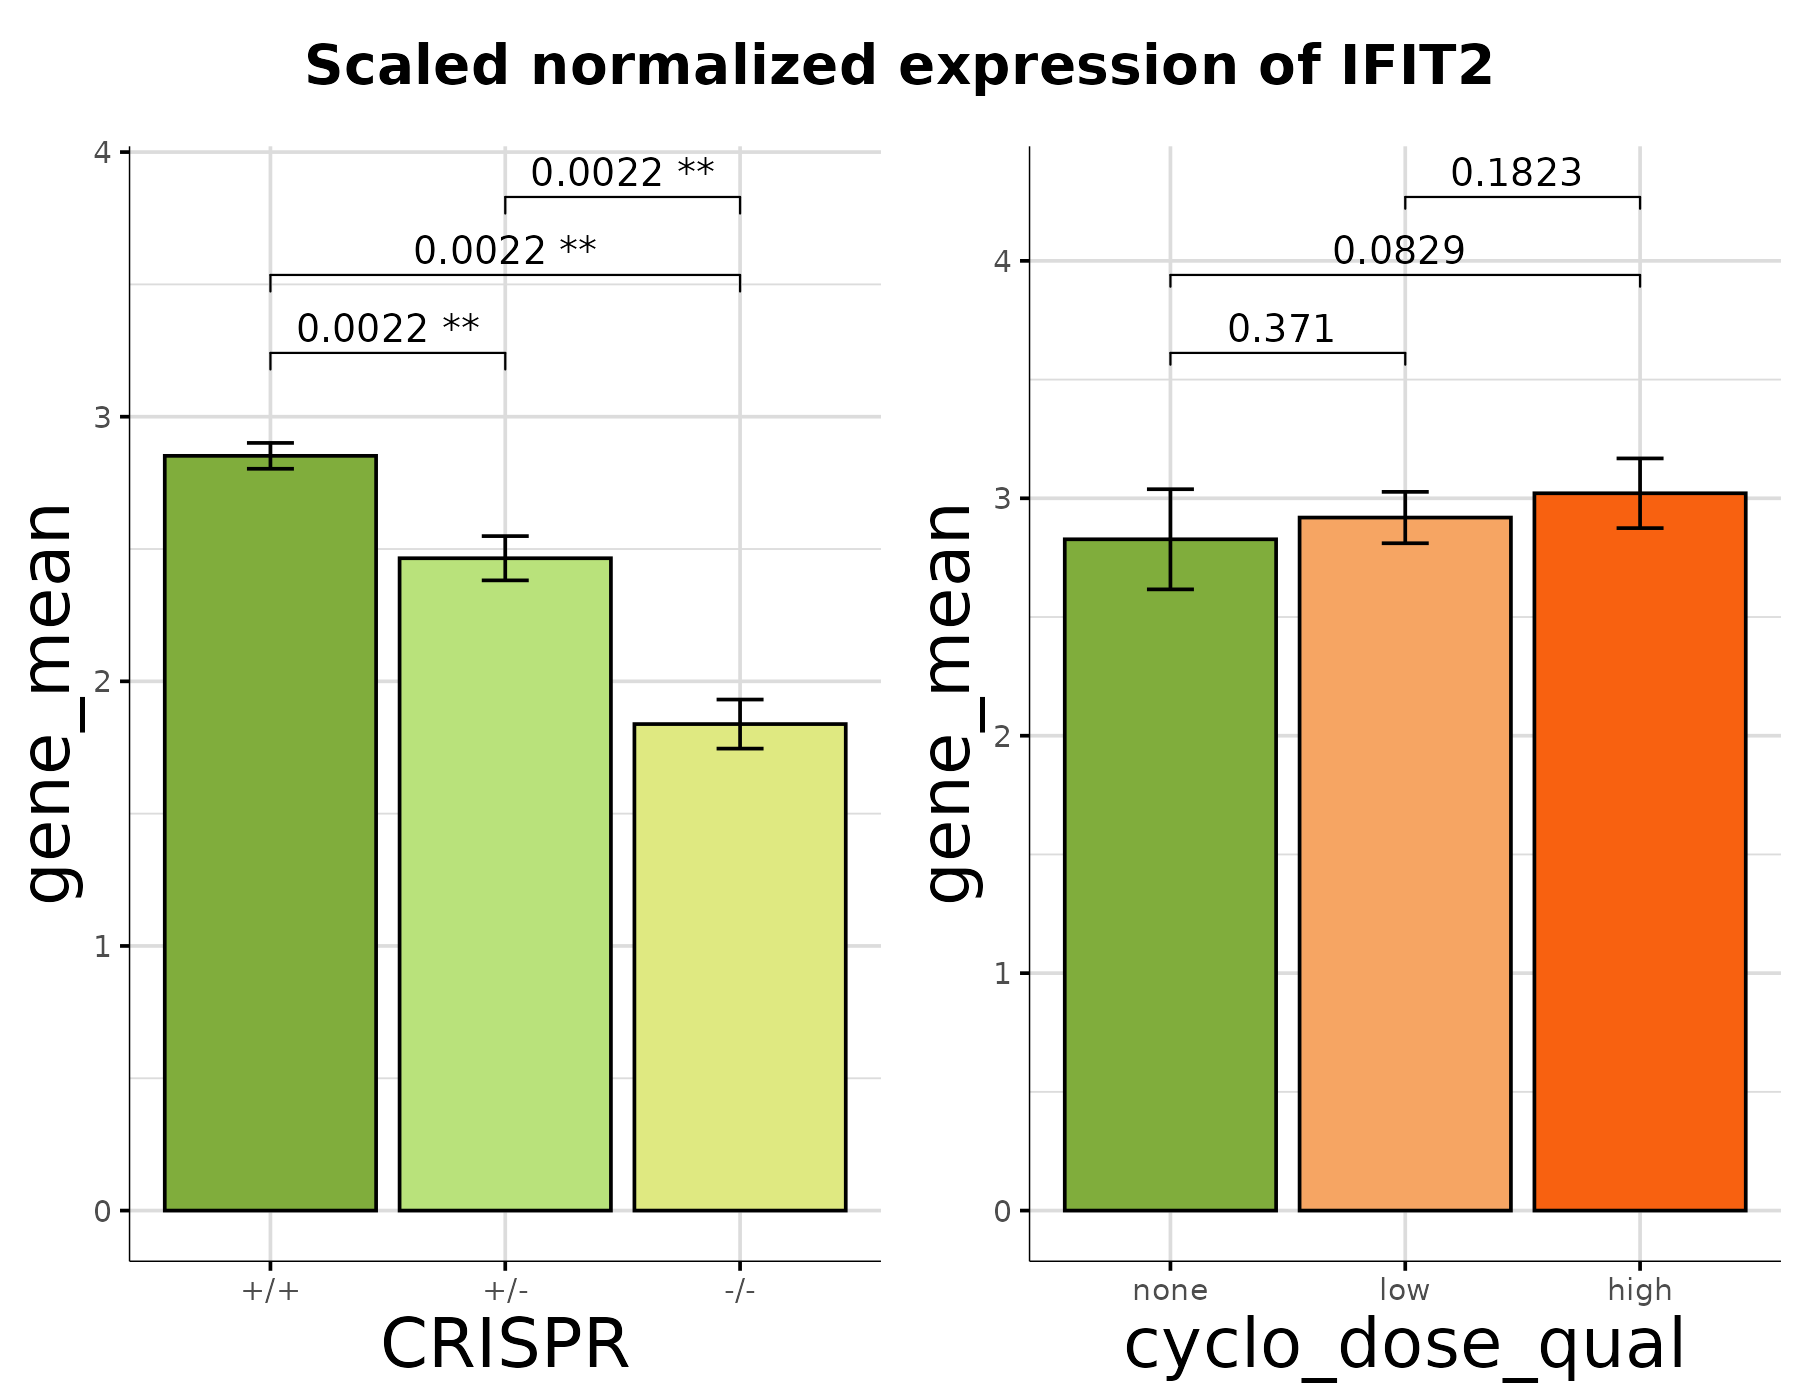 Scaled normalized expression of IFIT2
gene_mean
4
3
2
1
0
0.0022 **
0.0022 **
0.0022 **
+/+ +/- -/-
CRISPR
gene_mean
4
3
2
1
0
0.1823
0.0829
0.371
none low high
cyclo_dose_qual